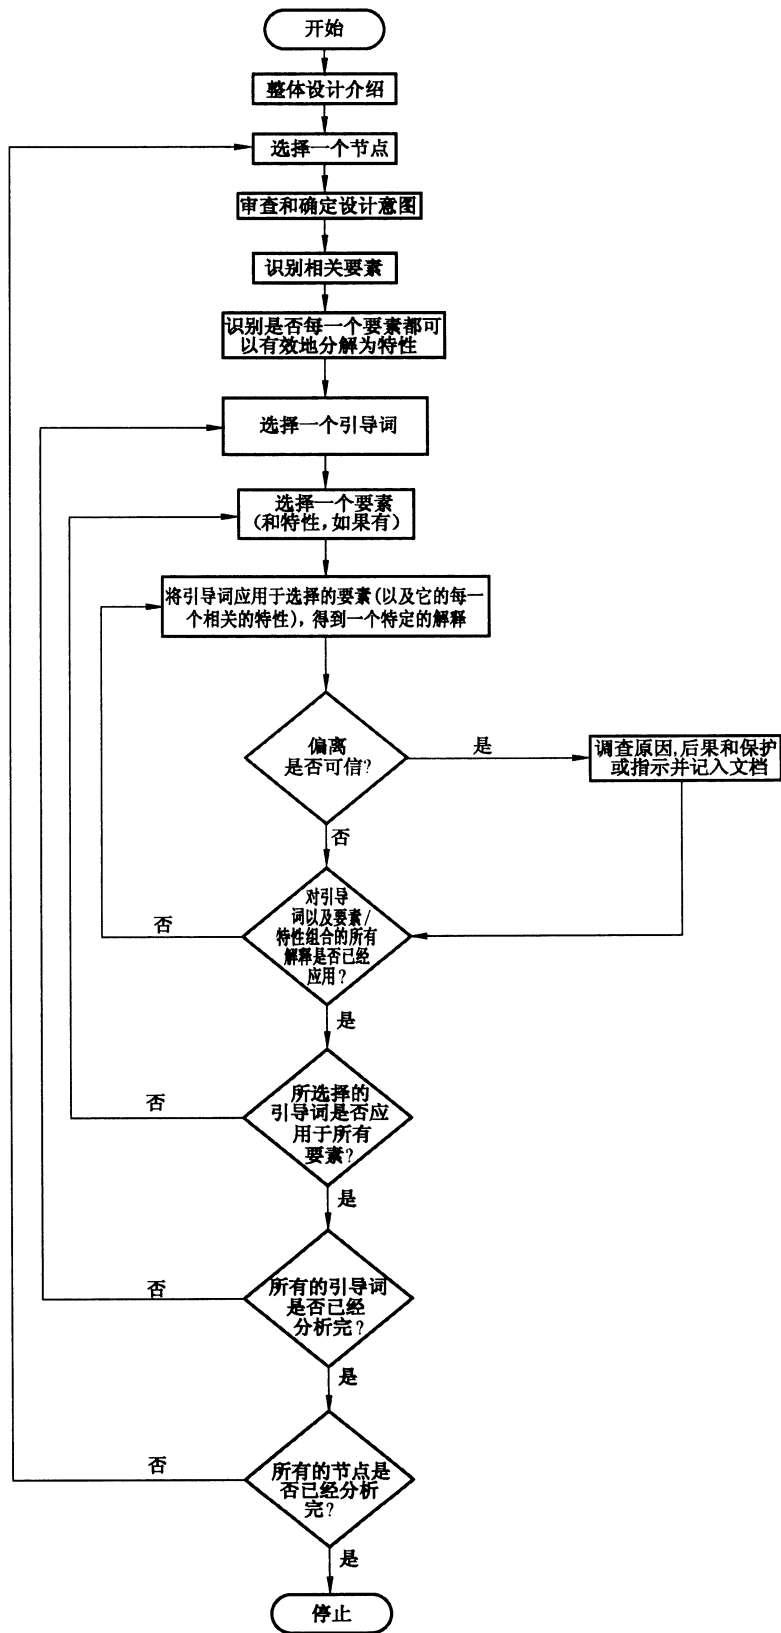 开始
整体设计介绍
选择一个节点
审查和确定设计意图
识别相关要素
识别是否每一个要素都可
以有效地分解为特性
选择一个引导词
选择一个要素
(和特性,如果有)
将引导词应用于选择的要素(以及它的每一
个相关的特性),得到一个特定的解释
偏离
是否可信?
是
调查原因,后果和保护
或指示并记入文档
否
对引导
词以及要素/
特性组合的所有
解释是否已经
应用?
否
是
所选择的
引导词是否应
用于所有
要素?
否
是
所有的引导词
是否已经
分析完?
否
是
所有的节点是
否已经分析
完?
否
是
停止